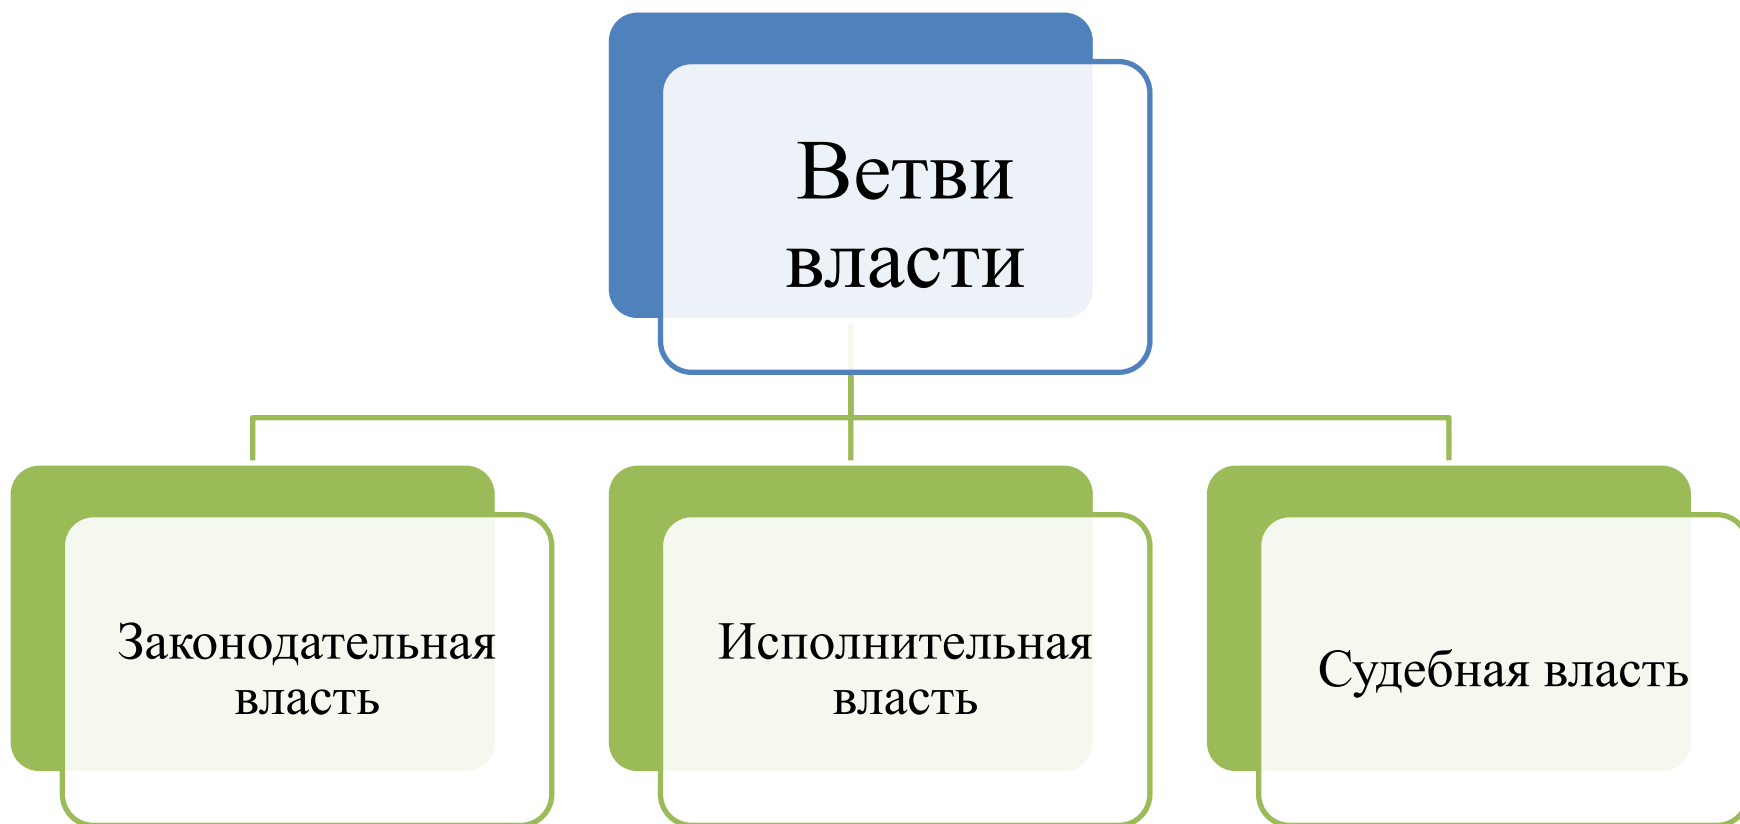 Ветви
власти
Законодательная
власть
Исполнительная
власть
Судебная власть